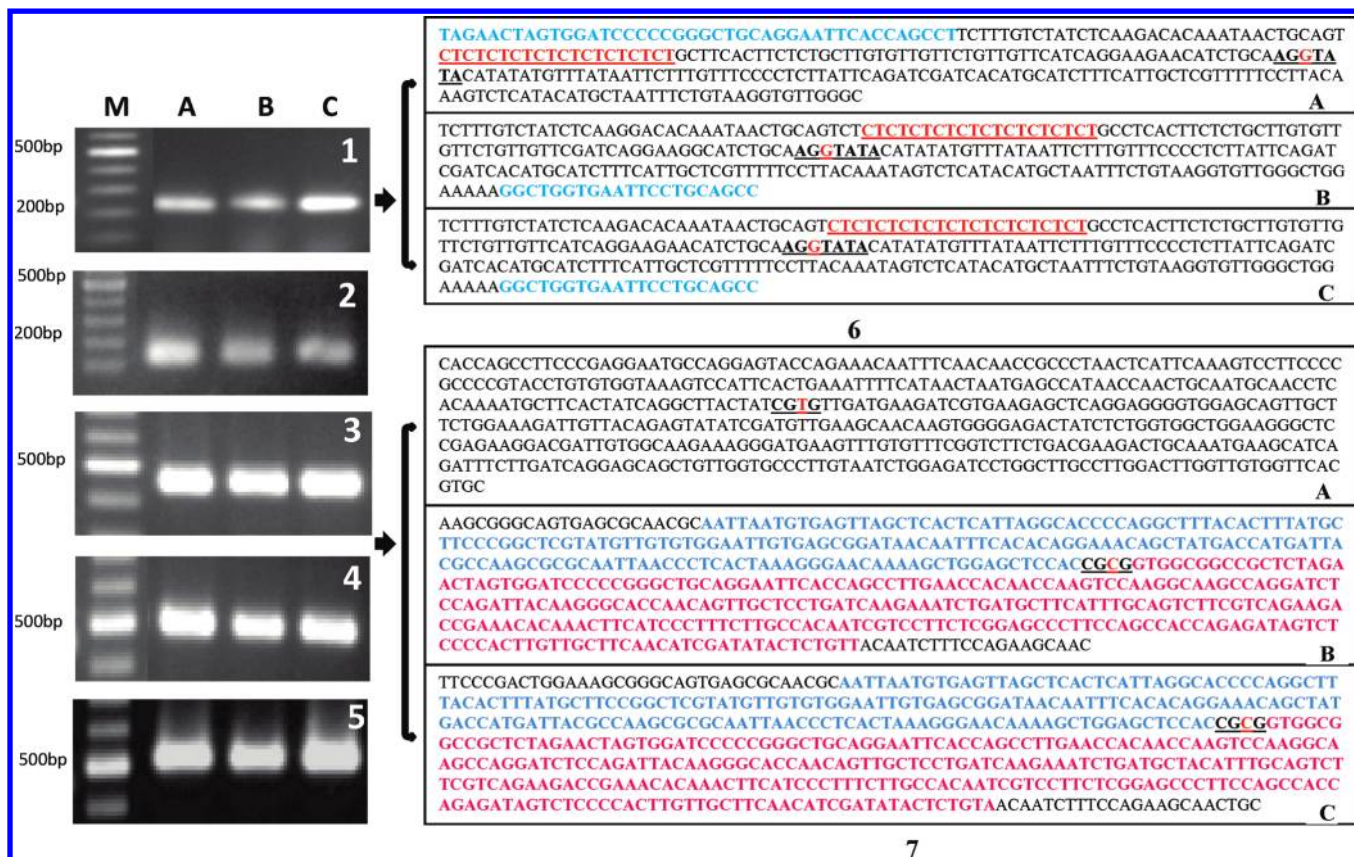 M A B C
500bp
200bp
1
500bp
200bp
2
500bp
3
500bp
4
500bp
5
TAGAACTAGTGGATCCCCCGGGCTGCAGGAATTCACCAGCCTTCTTTGTCTATCTCAAGACACAAATAACTGCAGT
CTCTCTCTCTCTCTCTCTCTGCTTCACTTCTCTGCTTGTGTTGTTCTGTTGTTCATCAGGAAGAACATCTGCAAGGTA
TACATATATGTTTATAATTCTTTGTTTCCCCTCTTATTCAGATCGATCACATGCATCTTTCATTGCTCGTTTTTCCTTACA
AAGTCTCATACATGCTAATTTCTGTAAGGTGTTGGGC
A
TCTTTGTCTATCTCAAGGACACAAATAACTGCAGTCTCTCTCTCTCTCTCTCTCTCTCTGCCTCACTTCTCTGCTTGTGTT
GTTCTGTTGTTCGATCAGGAAGGCATCTGCAAGGTATACATATATGTTTATAATTCTTTGTTTCCCCTCTTATTCAGAT
CGATCACATGCATCTTTCATTGCTCGTTTTTCCTTACAAATAGTCTCATACATGCTAATTTCTGTAAGGTGTTGGGCTGG
AAAAAGGCTGGTGAATTCCTGCAGCC
B
TCTTTGTCTATCTCAAGACACAAATAACTGCAGTCTCTCTCTCTCTCTCTCTCTCTGCCTCACTTCTCTGCTTGTGTTG
TTCTGTTGTTCATCAGGAAGAACATCTGCAAGGTATACATATATGTTTATAATTCTTTGTTTCCCCTCTTATTCAGATC
GATCACATGCATCTTTCATTGCTCGTTTTTCCTTACAAATAGTCTCATACATGCTAATTTCTGTAAGGTGTTGGGCTGG
AAAAAGGCTGGTGAATTCCTGCAGCC
C
6
CACCAGCCTTCCCGAGGAATGCCAGGAGTACCAGAAACAATTTCAACAACCGCCCTAACTCATTCAAAGTCCTTCCCC
GCCCCGTACCTGTGTGGTAAAGTCCATTCACTGAAATTTTCATAACTAATGAGCCATAACCAACTGCAATGCAACCTC
ACAAAATGCTTCACTATCAGGCTTACTATCGTGTTGATGAAGATCGTGAAGAGCTCAGGAGGGGTGGAGCAGTTGCT
TCTGGAAAGATTGTTACAGAGTATATCGATGTTGAAGCAACAAGTGGGGAGACTATCTCTGGTGGCTGGAAGGGCTC
CGAGAAGGACGATTGTGGCAAGAAAGGGATGAAGTTTGTGTTTCGGTCTTCTGACGAAGACTGCAAATGAAGCATCA
GATTTCTTGATCAGGAGCAGCTGTTGGTGCCCTTGTAATCTGGAGATCCTGGCTTGCCTTGGACTTGGTTGTGGTTCAC
GTGC
A
AAGCGGGCAGTGAGCGCAACGCAATTAATGTGAGTTAGCTCACTCATTAGGCACCCCAGGCTTTACACTTTATGC
TTCCCGGCTCGTATGTTGTGTGGAATTGTGAGCGGATAACAATTTCACACAGGAAACAGCTATGACCATGATTA
CGCCAAGCGCGCAATTAACCCTCACTAAAGGGAACAAAAGCTGGAGCTCCACCGCGGTGGCGGCCGCTCTAGA
ACTAGTGGATCCCCCGGGCTGCAGGAATTCACCAGCCTTGAACCACAACCAAGTCCAAGGCAAGCCAGGATCT
CCAGATTACAAGGGCACCAACAGTTGCTCCTGATCAAGAAATCTGATGCTTCATTTGCAGTCTTCGTCAGAAGA
CCGAAACACAAACTTCATCCCTTTCTTGCCACAATCGTCCTTCTCGGAGCCCTTCCAGCCACCAGAGATAGTCT
CCCCACTTGTTGCTTCAACATCGATATACTCTGTTACAATCTTTCCAGAAGCAAC
B
TTCCCGACTGGAAAGCGGGCAGTGAGCGCAACGCAATTAATGTGAGTTAGCTCACTCATTAGGCACCCCAGGCTT
TACACTTTATGCTTCCGGCTCGTATGTTGTGTGGAATTGTGAGCGGATAACAATTTCACACAGGAAACAGCTAT
GACCATGATTACGCCAAGCGCGCAATTAACCCTCACTAAAGGGAACAAAAGCTGGAGCTCCACCGCGGTGGCG
GCCGCTCTAGAACTAGTGGATCCCCCGGGCTGCAGGAATTCACCAGCCTTGAACCACAACCAAGTCCAAGGCA
AGCCAGGATCTCCAGATTACAAGGGCACCAACAGTTGCTCCTGATCAAGAAATCTGATGCTACATTTGCAGTCT
TCGTCAGAAGACCGAAACACAAACTTCATCCCTTTCTTGCCACAATCGTCCTTCTCGGAGCCCTTCCAGCCACC
AGAGATAGTCTCCCCACTTGTTGCTTCAACATCGATATACTCTGTAACAATCTTTCCAGAAGCAACTGC
C
7